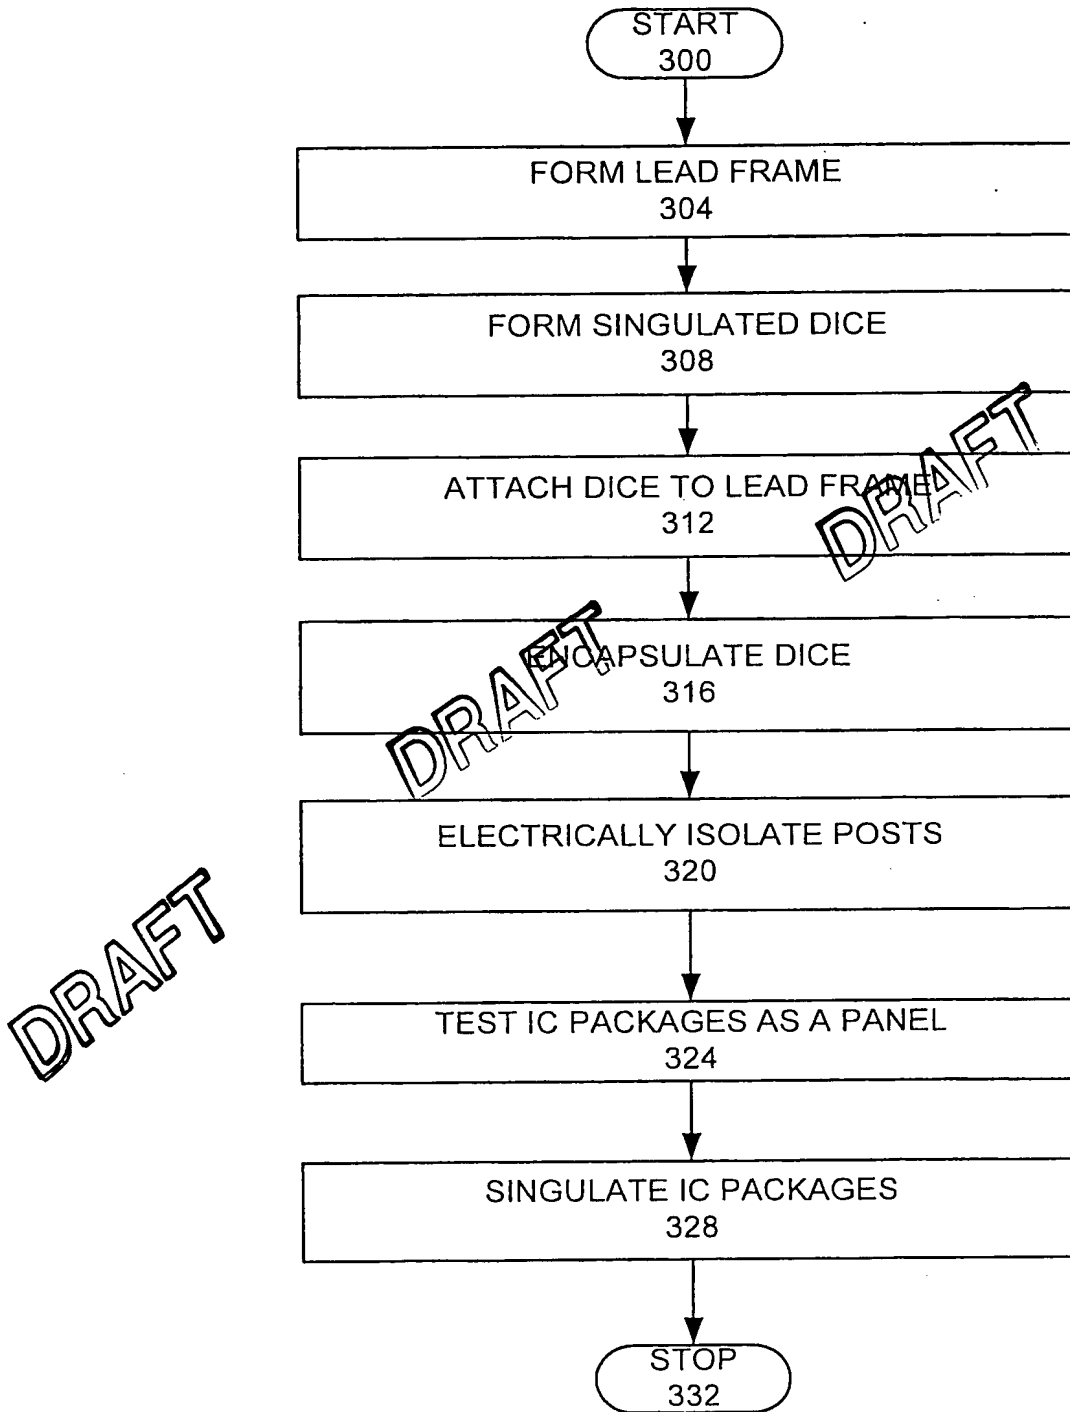 START
300
FORM LEAD FRAME
304
FORM SINGULATED DICE
308
ATTACH DICE TO LEAD FRAME
312
DRAFT
ENCAPSULATE DICE
316
DRAFT
ELECTRICALLY ISOLATE POSTS
320
DRAFT
TEST IC PACKAGES AS A PANEL
324
SINGULATE IC PACKAGES
328
STOP
332